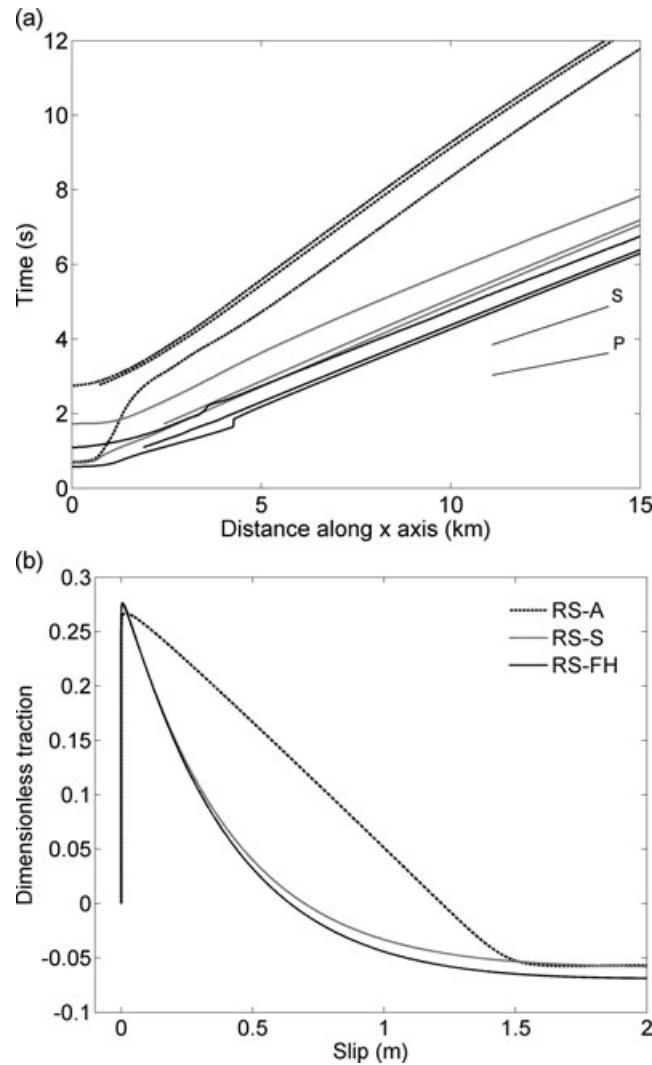 (a)
12
10
8
6
4
2
0
Time (s)
S
P
0 5 10 15
Distance along x axis (km)
(b)
0.3
0.25
0.2
0.15
0.1
0.05
0
-0.05
-0.1
Dimensionless traction
RS-A
RS-S
RS-FH
0 0.5 1 1.5 2
Slip (m)